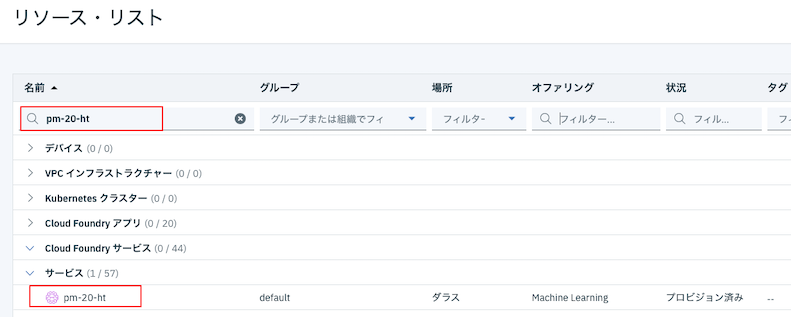 リソース・リスト
名前 グループ 場所 オファリング 状況 タグ
pm-20-ht グループまたは組織でフィ フィルター フィルター... フィル... フィ
デバイス (0 / 0)
VPC インフラストラクチャー (0 / 0)
Kubernetes クラスター (0 / 0)
Cloud Foundry アプリ (0 / 20)
Cloud Foundry サービス (0 / 44)
サービス (1 / 57)
pm-20-ht default ダラス Machine Learning プロビジョン済み --